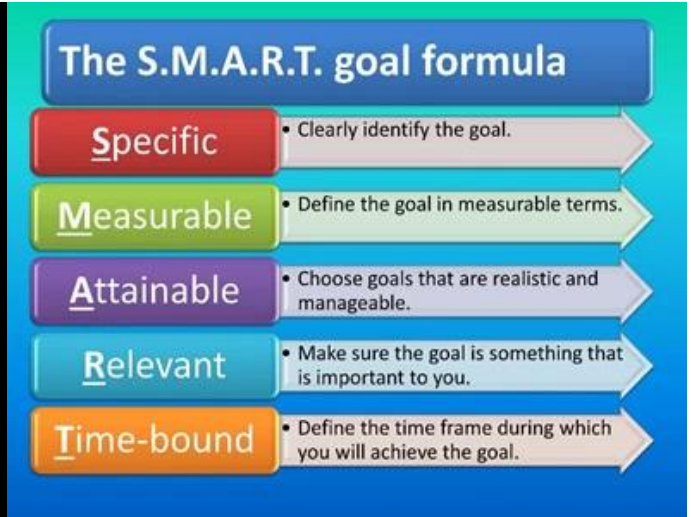 The S.M.A.R.T. goal formula
Specific
• Clearly identify the goal.
Measurable
• Define the goal in measurable terms.
Attainable
• Choose goals that are realistic and
manageable.
Relevant
• Make sure the goal is something that
is important to you.
Time-bound
• Define the time frame during which
you will achieve the goal.